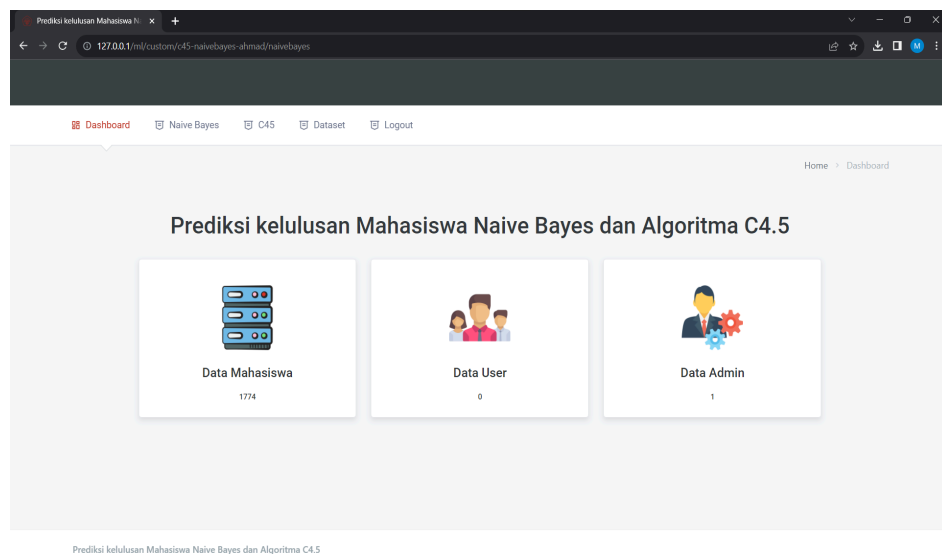 Prediksi kelulusan Mahasiswa N
127.0.0.1/ml/custom/c45-naivebayes-ahmad/naivebayes
M
Dashboard Naive Bayes C45 Dataset Logout
Home > Dashboard
Prediksi kelulusan Mahasiswa Naive Bayes dan Algoritma C4.5
Data Mahasiswa
1774
Data User
0
Data Admin
1
Prediksi kelulusan Mahasiswa Naive Bayes dan Algoritma C4.5